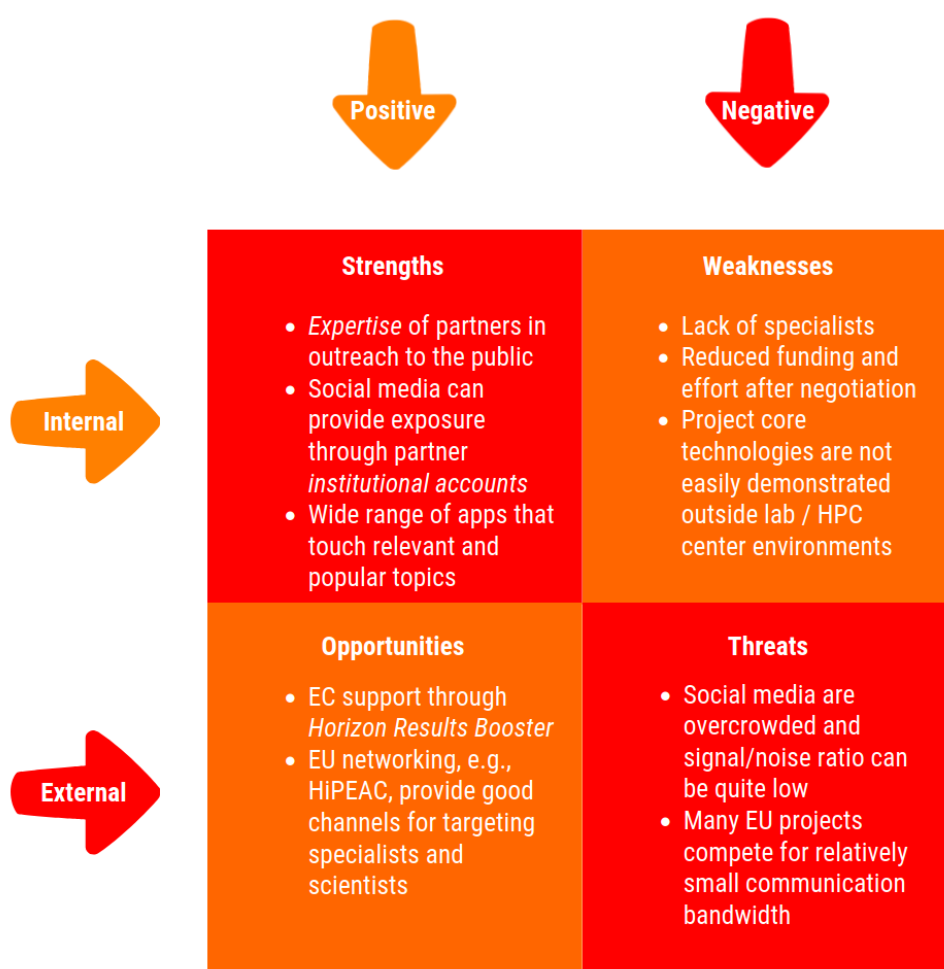 Positive
Negative
Strengths
• Expertise of partners in
outreach to the public
• Social media can
provide exposure
through partner
institutional accounts
• Wide range of apps that
touch relevant and
popular topics
Weaknesses
• Lack of specialists
• Reduced funding and
effort after negotiation
• Project core
technologies are not
easily demonstrated
outside lab / HPC
center environments
Internal
Opportunities
• EC support through
Horizon Results Booster
• EU networking, e.g.,
HiPEAC, provide good
channels for targeting
specialists and
scientists
Threats
• Social media are
overcrowded and
signal/noise ratio can
be quite low
• Many EU projects
compete for relatively
small communication
bandwidth
External